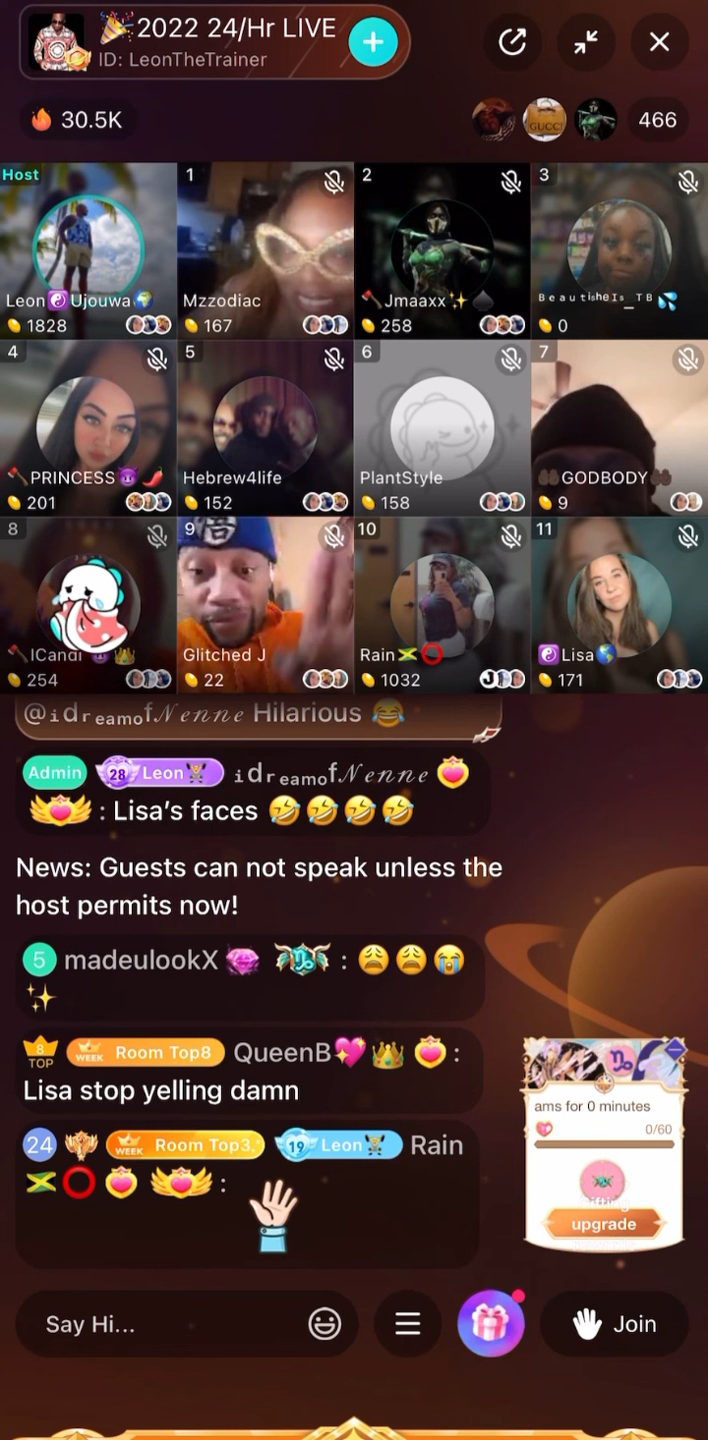 🎉2022 24/Hr LIVE
ID: LeonTheTrainer
🔥 30.5K
GUCCI
466
Host
Leon☯️Ujouwa🌍
1828
1
Mzzodiac
167
2
🪓Jmaaxx✨♠️
258
3
BeautisheIs_TB💦
0
4
🪓PRINCESS😈🌶️
201
5
Hebrew4life
152
6
PlantStyle
158
7
🤲🏿GODBODY🤲🏿
9
8
🪓ICandi😈👑
254
9
Glitched J
22
10
Rain🇯🇲⭕
1032
11
☯️Lisa🌎
171
@ᵢdᵣₑₐₘₒf𝒩𝑒𝓃𝓃𝑒 Hilarious 😂
Admin 28 Leon ᵢdᵣₑₐₘₒf𝒩𝑒𝓃𝓃𝑒
: Lisa's faces 🤣🤣🤣🤣
News: Guests can not speak unless the
host permits now!
5 madeulookX : 😩😩😭
✨
8 TOP WEEK Room Top8 QueenB💖👑 :
Lisa stop yelling damn
24 WEEK Room Top3 19 Leon Rain
🇯🇲⭕ :
ams for 0 minutes
0/60
upgrade
Say Hi...
Join